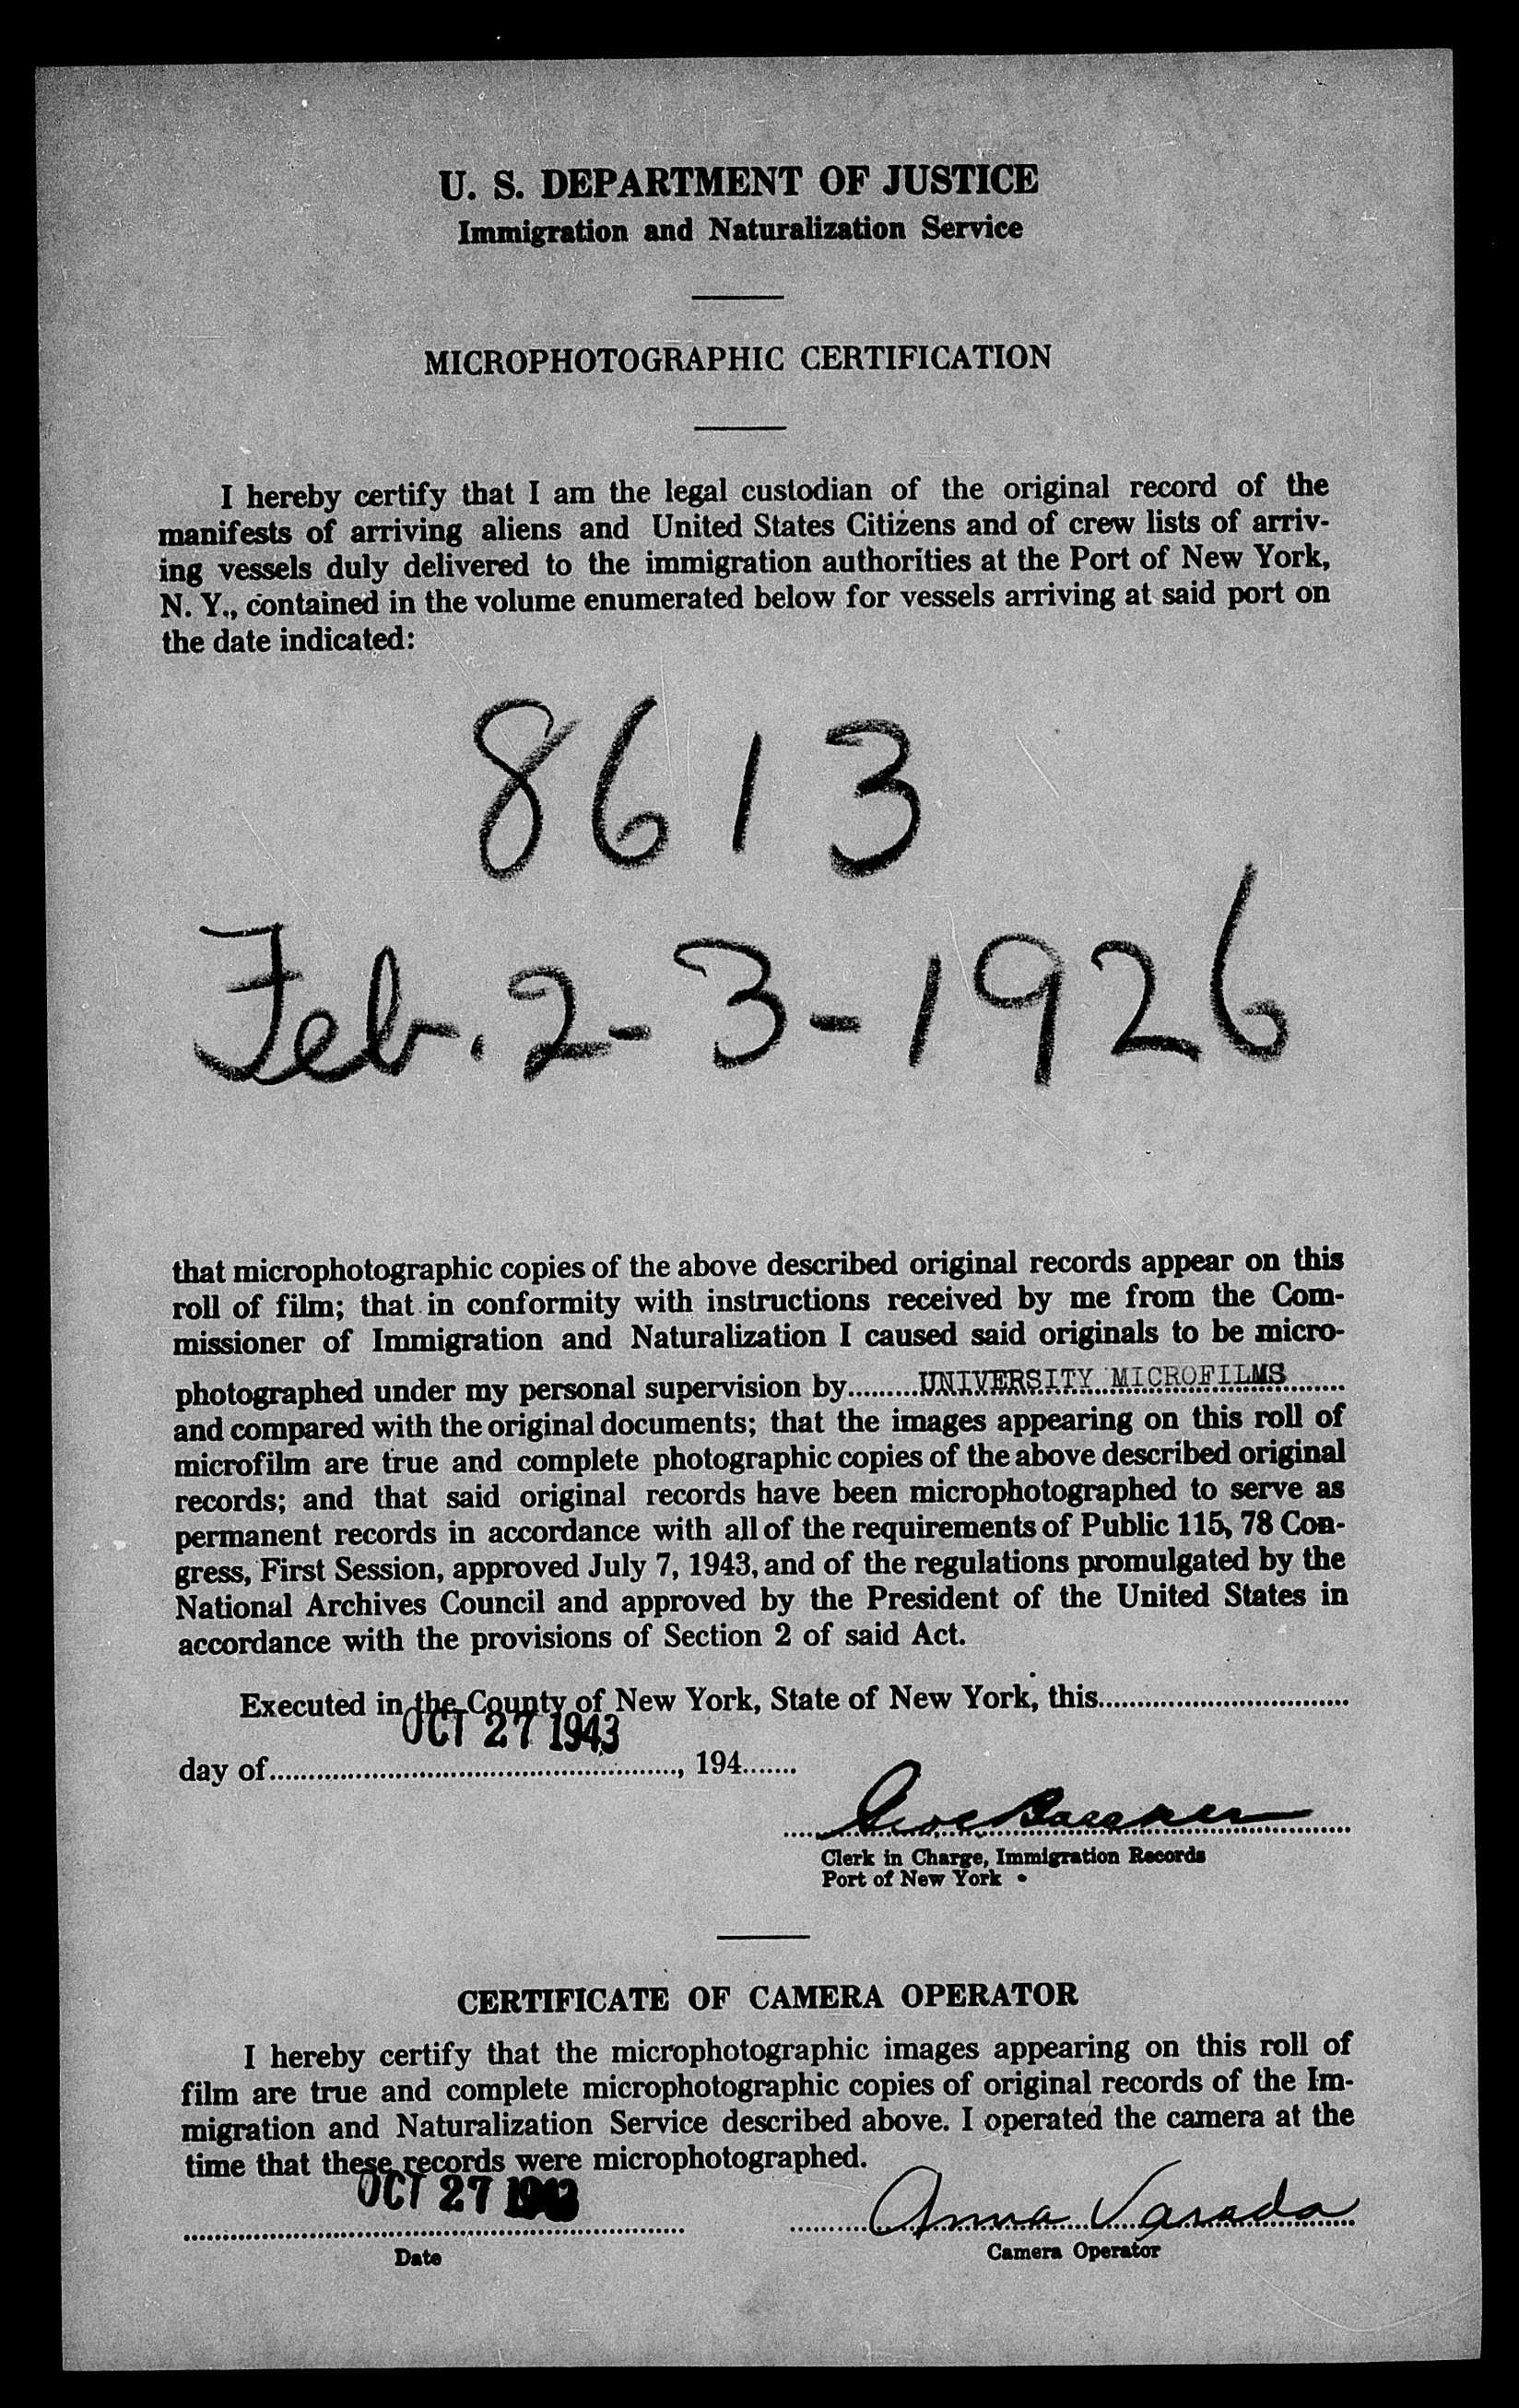 U. S. DEPARTMENT OF JUSTICE
Immigration and Naturalization Service
MICROPHOTOGRAPHIC CERTIFICATION
I hereby certify that I am the legal custodian of the original record of the
manifests of arriving aliens and United States Citizens and of crew lists of arriv-
ing vessels duly delivered to the immigration authorities at the Port of New York,
N. Y., contained in the volume enumerated below for vessels arriving at said port on
the date indicated:
8613
Feb. 2-3-1926
that microphotographic copies of the above described original records appear on this
roll of film; that in conformity with instructions received by me from the Com-
missioner of Immigration and Naturalization I caused said originals to be micro-
photographed under my personal supervision by.........UNIVERSITY MICROFILMS.......
and compared with the original documents; that the images appearing on this roll of
microfilm are true and complete photographic copies of the above described original
records; and that said original records have been microphotographed to serve as
permanent records in accordance with all of the requirements of Public 115, 78 Con-
gress, First Session, approved July 7, 1943, and of the regulations promulgated by the
National Archives Council and approved by the President of the United States in
accordance with the provisions of Section 2 of said Act.
Executed in the County of New York, State of New York, this................................
OCT 27 1943
day of....................................................., 194.......
Clerk in Charge, Immigration Records
Port of New York
CERTIFICATE OF CAMERA OPERATOR
I hereby certify that the microphotographic images appearing on this roll of
film are true and complete microphotographic copies of original records of the Im-
migration and Naturalization Service described above. I operated the camera at the
time that these records were microphotographed.
OCT 27 1943
Anna Varada
Date
Camera Operator